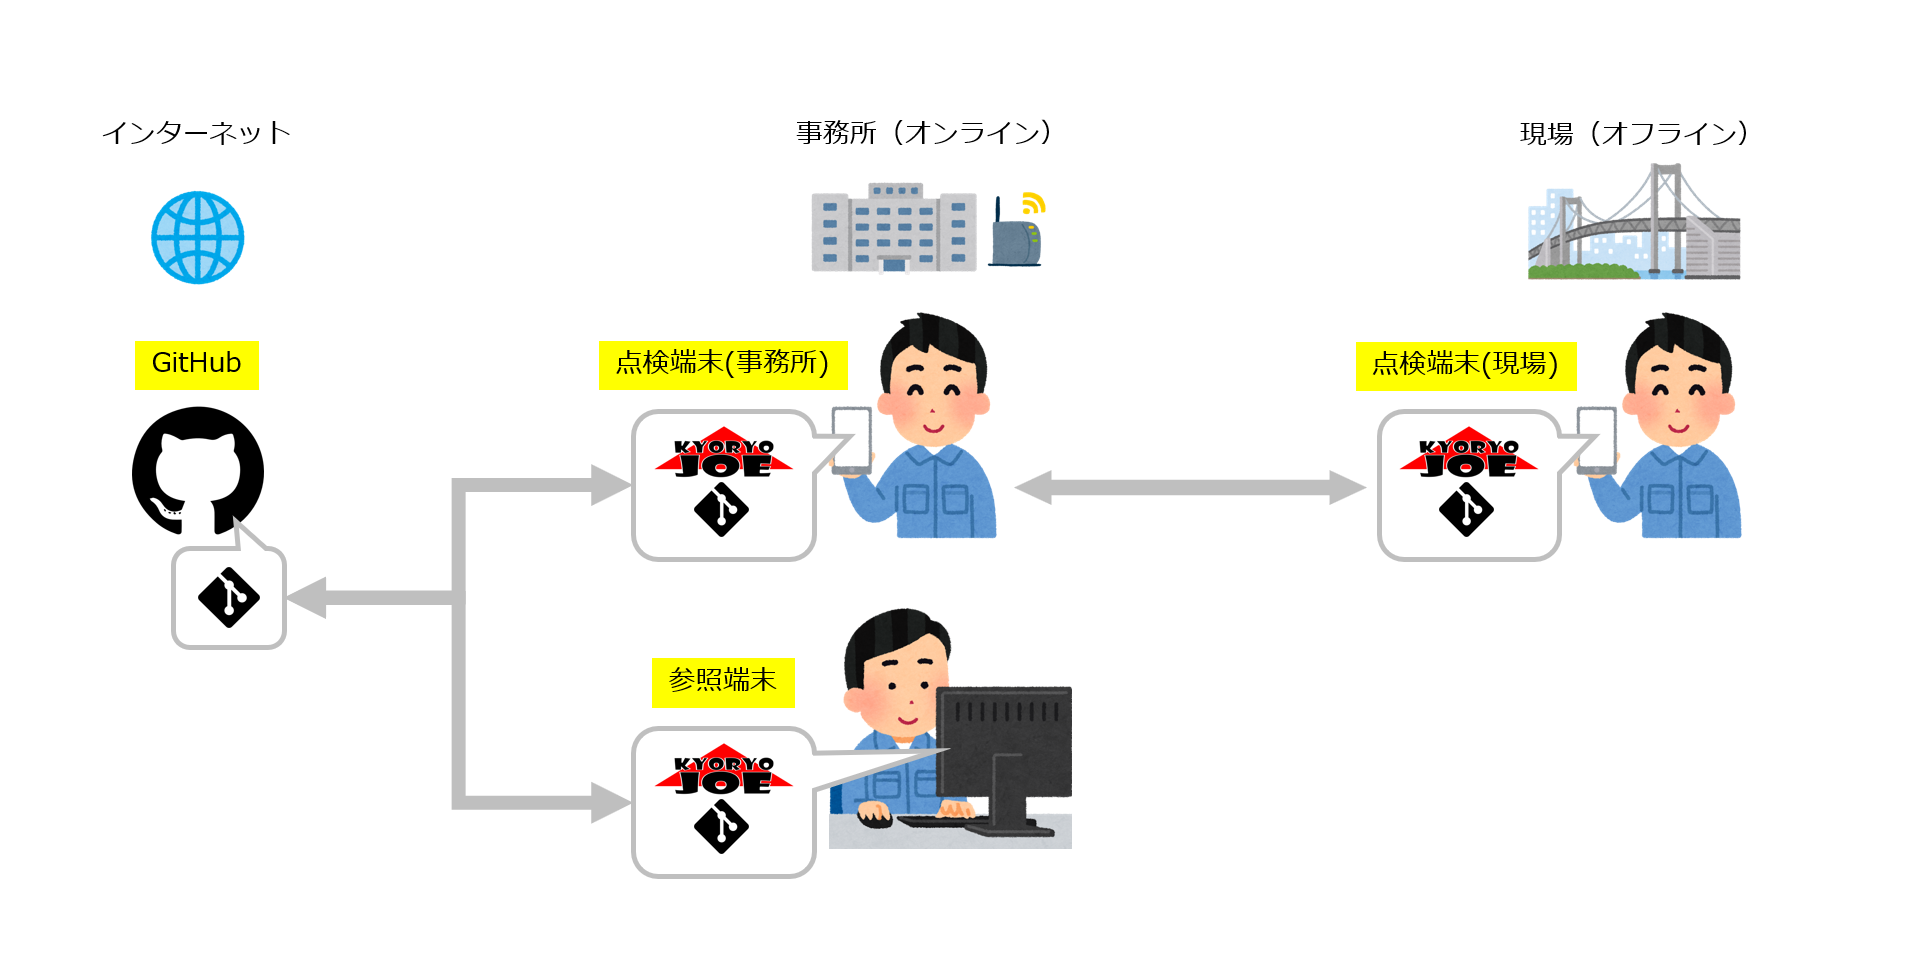 インターネット
事務所（オンライン）
現場（オフライン）
GitHub
点検端末(事務所)
点検端末(現場)
KYORYO
JOE
KYORYO
JOE
参照端末
KYORYO
JOE